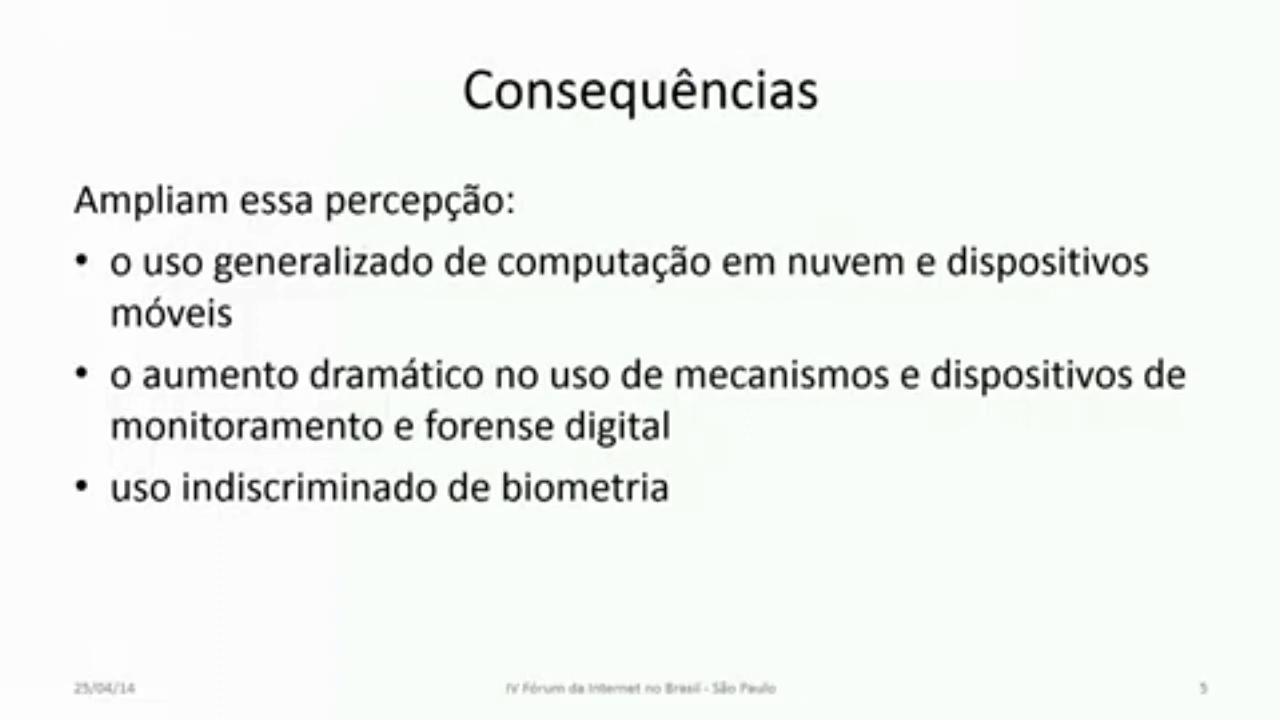 Consequências
Ampliam essa percepção:
• o uso generalizado de computação em nuvem e dispositivos
móveis
• o aumento dramático no uso de mecanismos e dispositivos de
monitoramento e forense digital
• uso indiscriminado de biometria
25/04/14
IV Fórum da Internet no Brasil - São Paulo
5